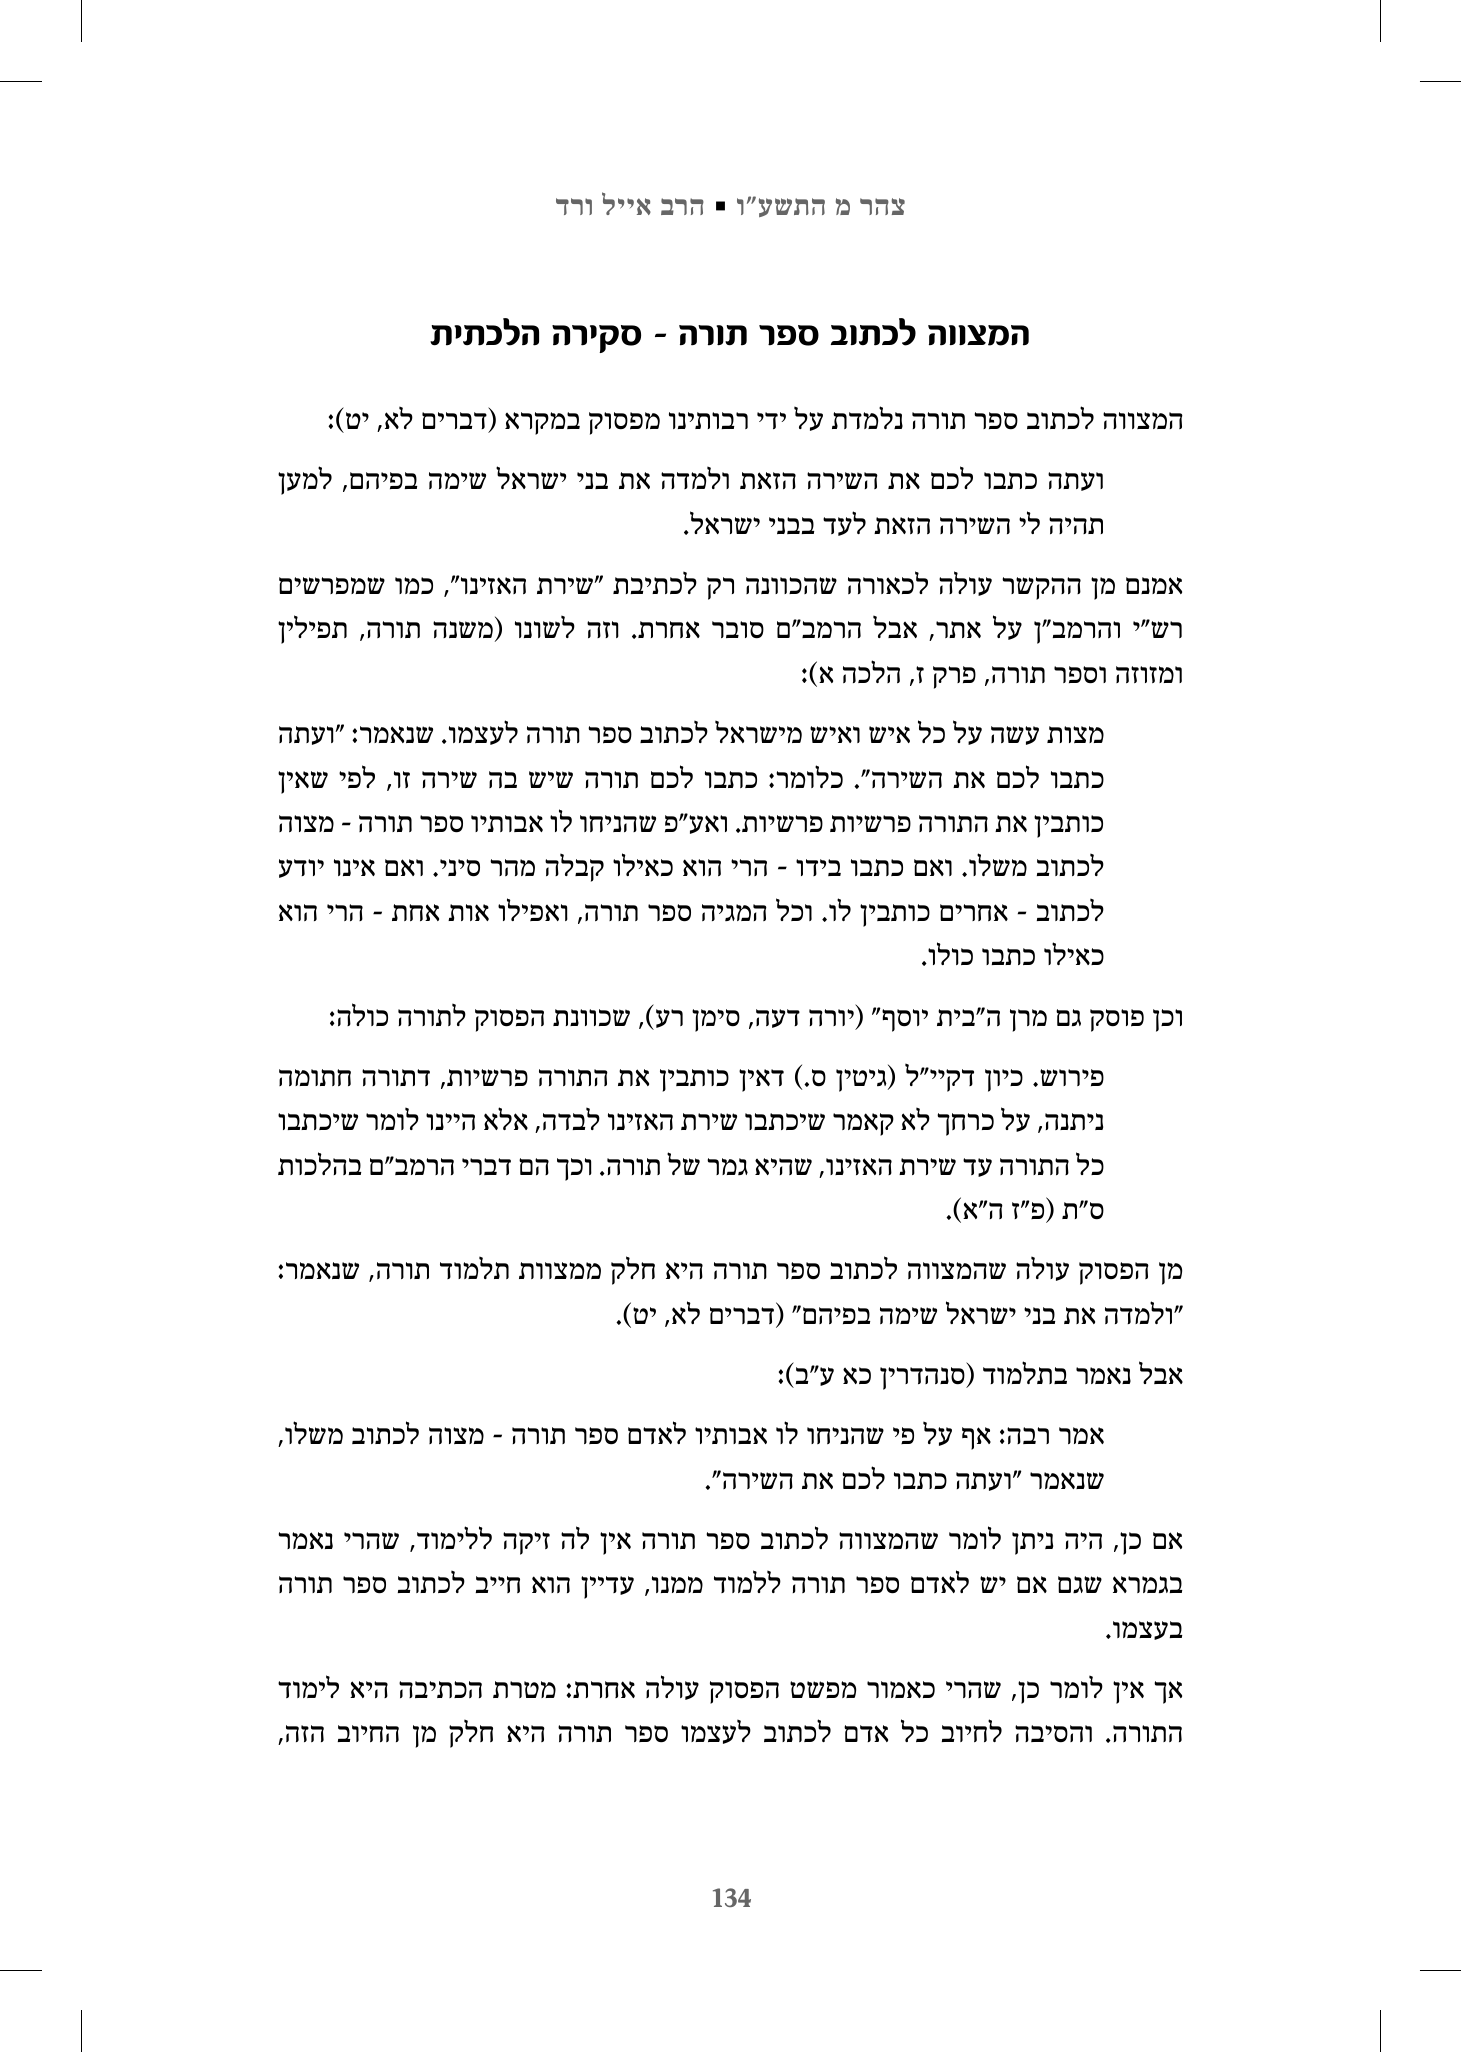 צהר מ התשע"ו ▪ הרב אייל ורד
המצווה לכתוב ספר תורה - סקירה הלכתית
המצווה לכתוב ספר תורה נלמדת על ידי רבותינו מפסוק במקרא (דברים לא, יט):
ועתה כתבו לכם את השירה הזאת ולמדה את בני ישראל שימה בפיהם, למען
תהיה לי השירה הזאת לעד בבני ישראל.
אמנם מן ההקשר עולה לכאורה שהכוונה רק לכתיבת "שירת האזינו", כמו שמפרשים
רש"י והרמב"ן על אתר, אבל הרמב"ם סובר אחרת. וזה לשונו (משנה תורה, תפילין
ומזוזה וספר תורה, פרק ז, הלכה א):
מצות עשה על כל איש ואיש מישראל לכתוב ספר תורה לעצמו. שנאמר: "ועתה
כתבו לכם את השירה". כלומר: כתבו לכם תורה שיש בה שירה זו, לפי שאין
כותבין את התורה פרשיות פרשיות. ואע"פ שהניחו לו אבותיו ספר תורה - מצוה
לכתוב משלו. ואם כתבו בידו - הרי הוא כאילו קבלה מהר סיני. ואם אינו יודע
לכתוב - אחרים כותבין לו. וכל המגיה ספר תורה, ואפילו אות אחת - הרי הוא
כאילו כתבו כולו.
וכן פוסק גם מרן ה"בית יוסף" (יורה דעה, סימן רע), שכוונת הפסוק לתורה כולה:
פירוש. כיון דקיי"ל (גיטין ס.) דאין כותבין את התורה פרשיות, דתורה חתומה
ניתנה, על כרחך לא קאמר שיכתבו שירת האזינו לבדה, אלא היינו לומר שיכתבו
כל התורה עד שירת האזינו, שהיא גמר של תורה. וכך הם דברי הרמב"ם בהלכות
ס"ת (פ"ז ה"א).
מן הפסוק עולה שהמצווה לכתוב ספר תורה היא חלק ממצוות תלמוד תורה, שנאמר:
"ולמדה את בני ישראל שימה בפיהם" (דברים לא, יט).
אבל נאמר בתלמוד (סנהדרין כא ע"ב):
אמר רבה: אף על פי שהניחו לו אבותיו לאדם ספר תורה - מצוה לכתוב משלו,
שנאמר "ועתה כתבו לכם את השירה".
אם כן, היה ניתן לומר שהמצווה לכתוב ספר תורה אין לה זיקה ללימוד, שהרי נאמר
בגמרא שגם אם יש לאדם ספר תורה ללמוד ממנו, עדיין הוא חייב לכתוב ספר תורה
בעצמו.
אך אין לומר כן, שהרי כאמור מפשט הפסוק עולה אחרת: מטרת הכתיבה היא לימוד
התורה. והסיבה לחיוב כל אדם לכתוב לעצמו ספר תורה היא חלק מן החיוב הזה,
134